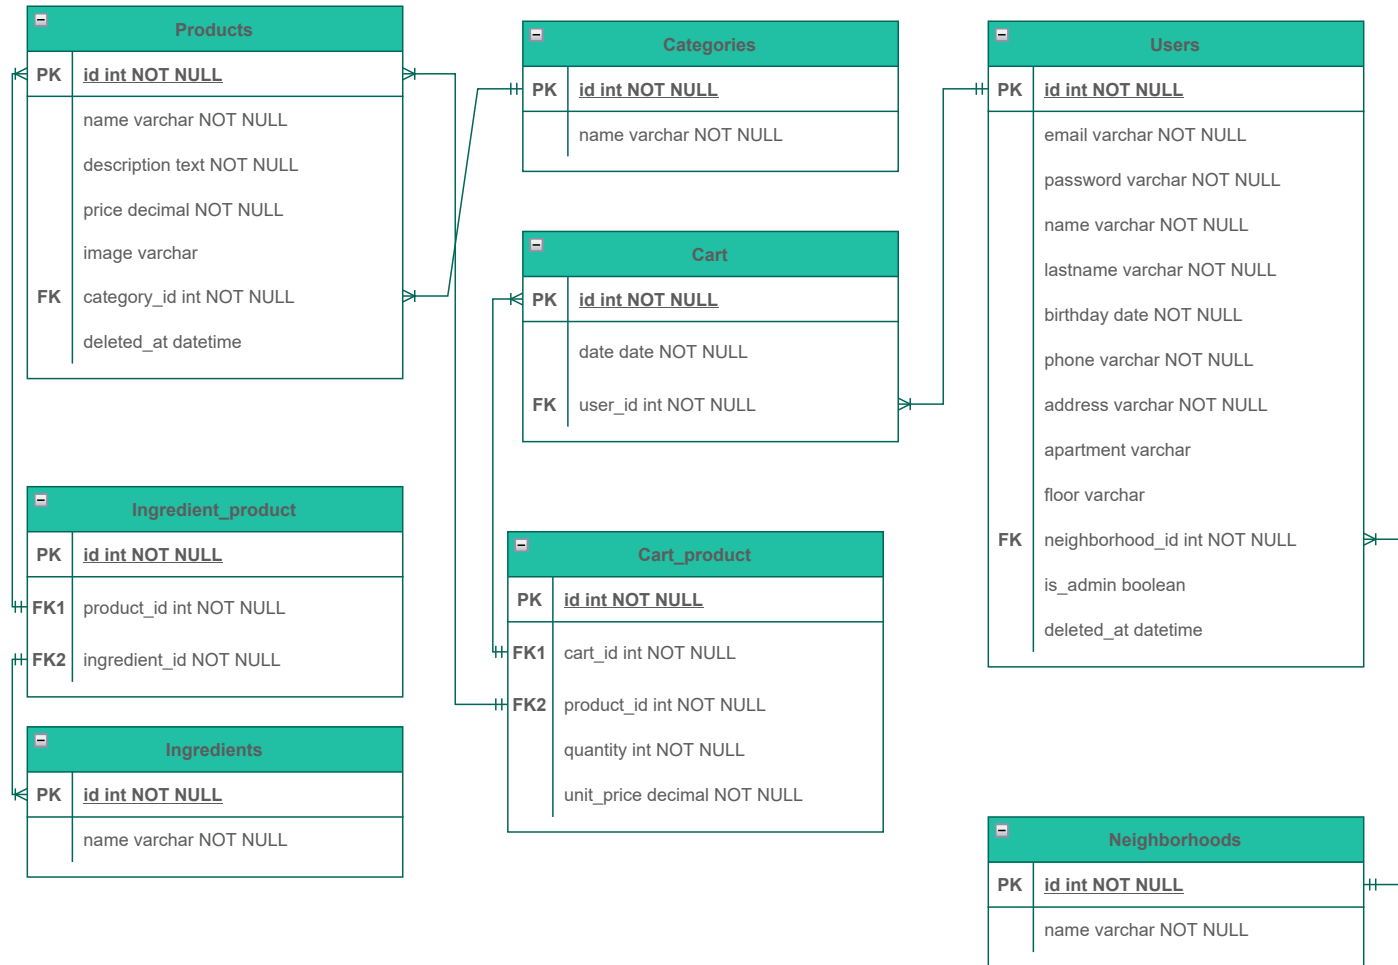 Products
PK id int NOT NULL
name varchar NOT NULL
description text NOT NULL
price decimal NOT NULL
image varchar
FK category_id int NOT NULL
deleted_at datetime
Categories
PK id int NOT NULL
name varchar NOT NULL
Users
PK id int NOT NULL
email varchar NOT NULL
password varchar NOT NULL
name varchar NOT NULL
lastname varchar NOT NULL
birthday date NOT NULL
phone varchar NOT NULL
address varchar NOT NULL
apartment varchar
floor varchar
FK neighborhood_id int NOT NULL
is_admin boolean
deleted_at datetime
Cart
PK id int NOT NULL
date date NOT NULL
FK user_id int NOT NULL
Ingredient_product
PK id int NOT NULL
FK1 product_id int NOT NULL
FK2 ingredient_id NOT NULL
Cart_product
PK id int NOT NULL
FK1 cart_id int NOT NULL
FK2 product_id int NOT NULL
quantity int NOT NULL
unit_price decimal NOT NULL
Ingredients
PK id int NOT NULL
name varchar NOT NULL
Neighborhoods
PK id int NOT NULL
name varchar NOT NULL